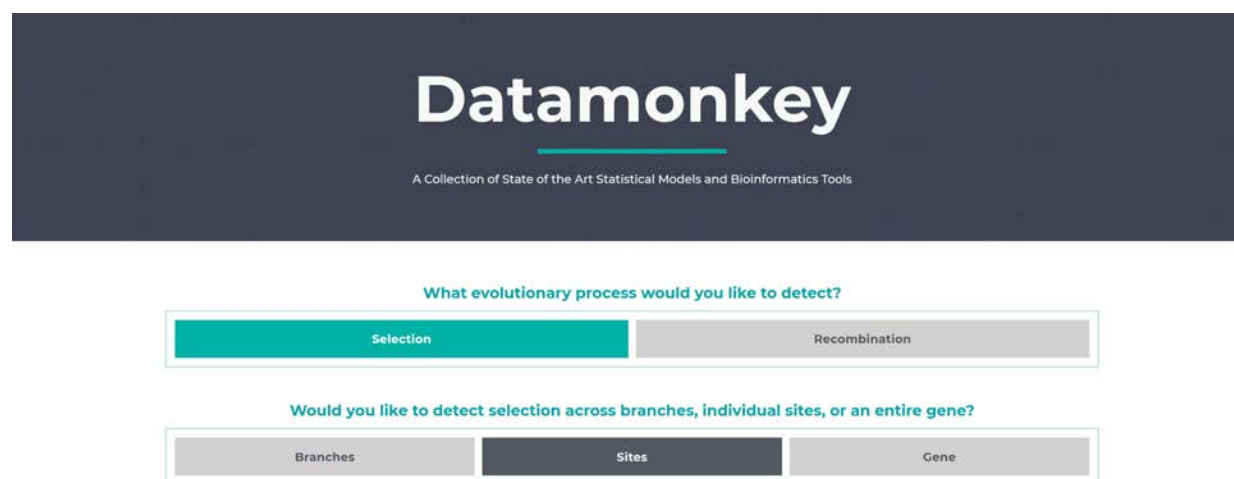 Datamonkey
A Collection of State of the Art Statistical Models and Bioinformatics Tools
What evolutionary process would you like to detect?
Selection
Recombination
Would you like to detect selection across branches, individual sites, or an entire gene?
Branches
Sites
Gene